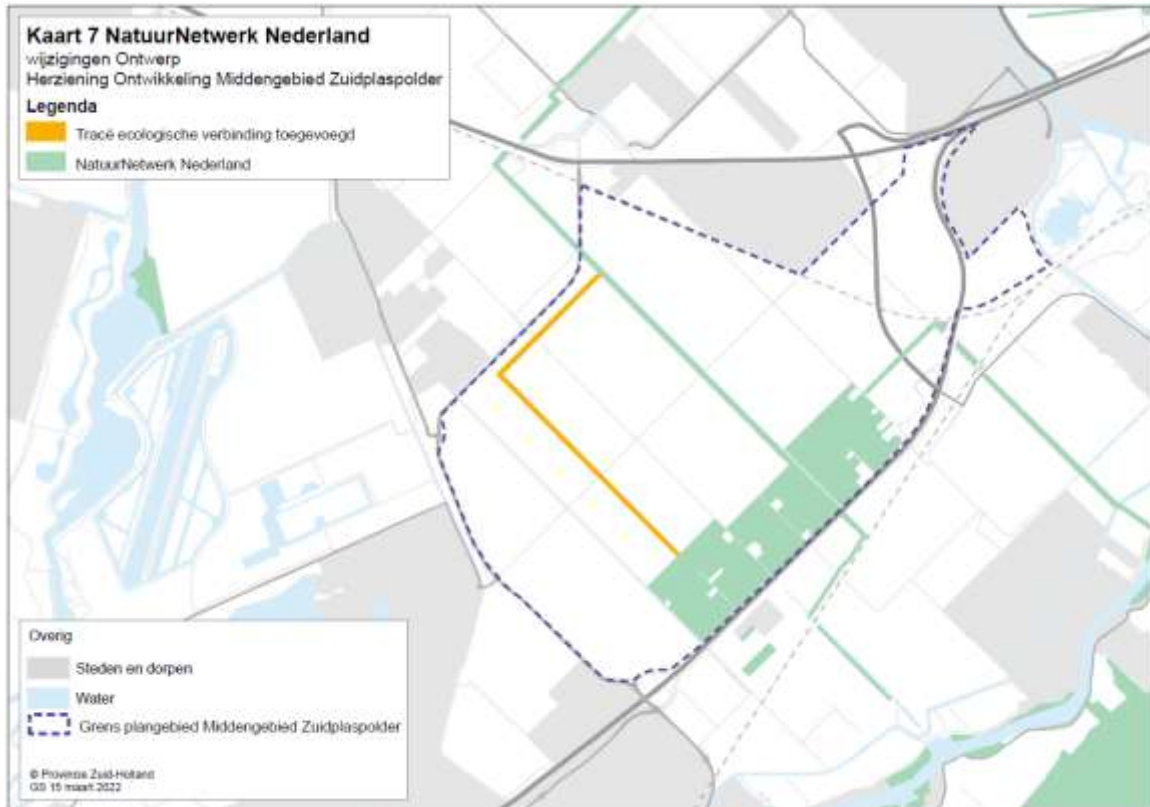 Kaart 7 NatuurNetwerk Nederland
wijzigingen Ontwerp
Herziening Ontwikkeling Middengebied Zuidplaspolder
Legenda
Tracé ecologische verbinding toegevoegd
NatuurNetwerk Nederland
Overig
Steden en dorpen
Water
Grens plangebied Middengebied Zuidplaspolder
© Provincie Zuid-Holland
GS 15 maart 2022